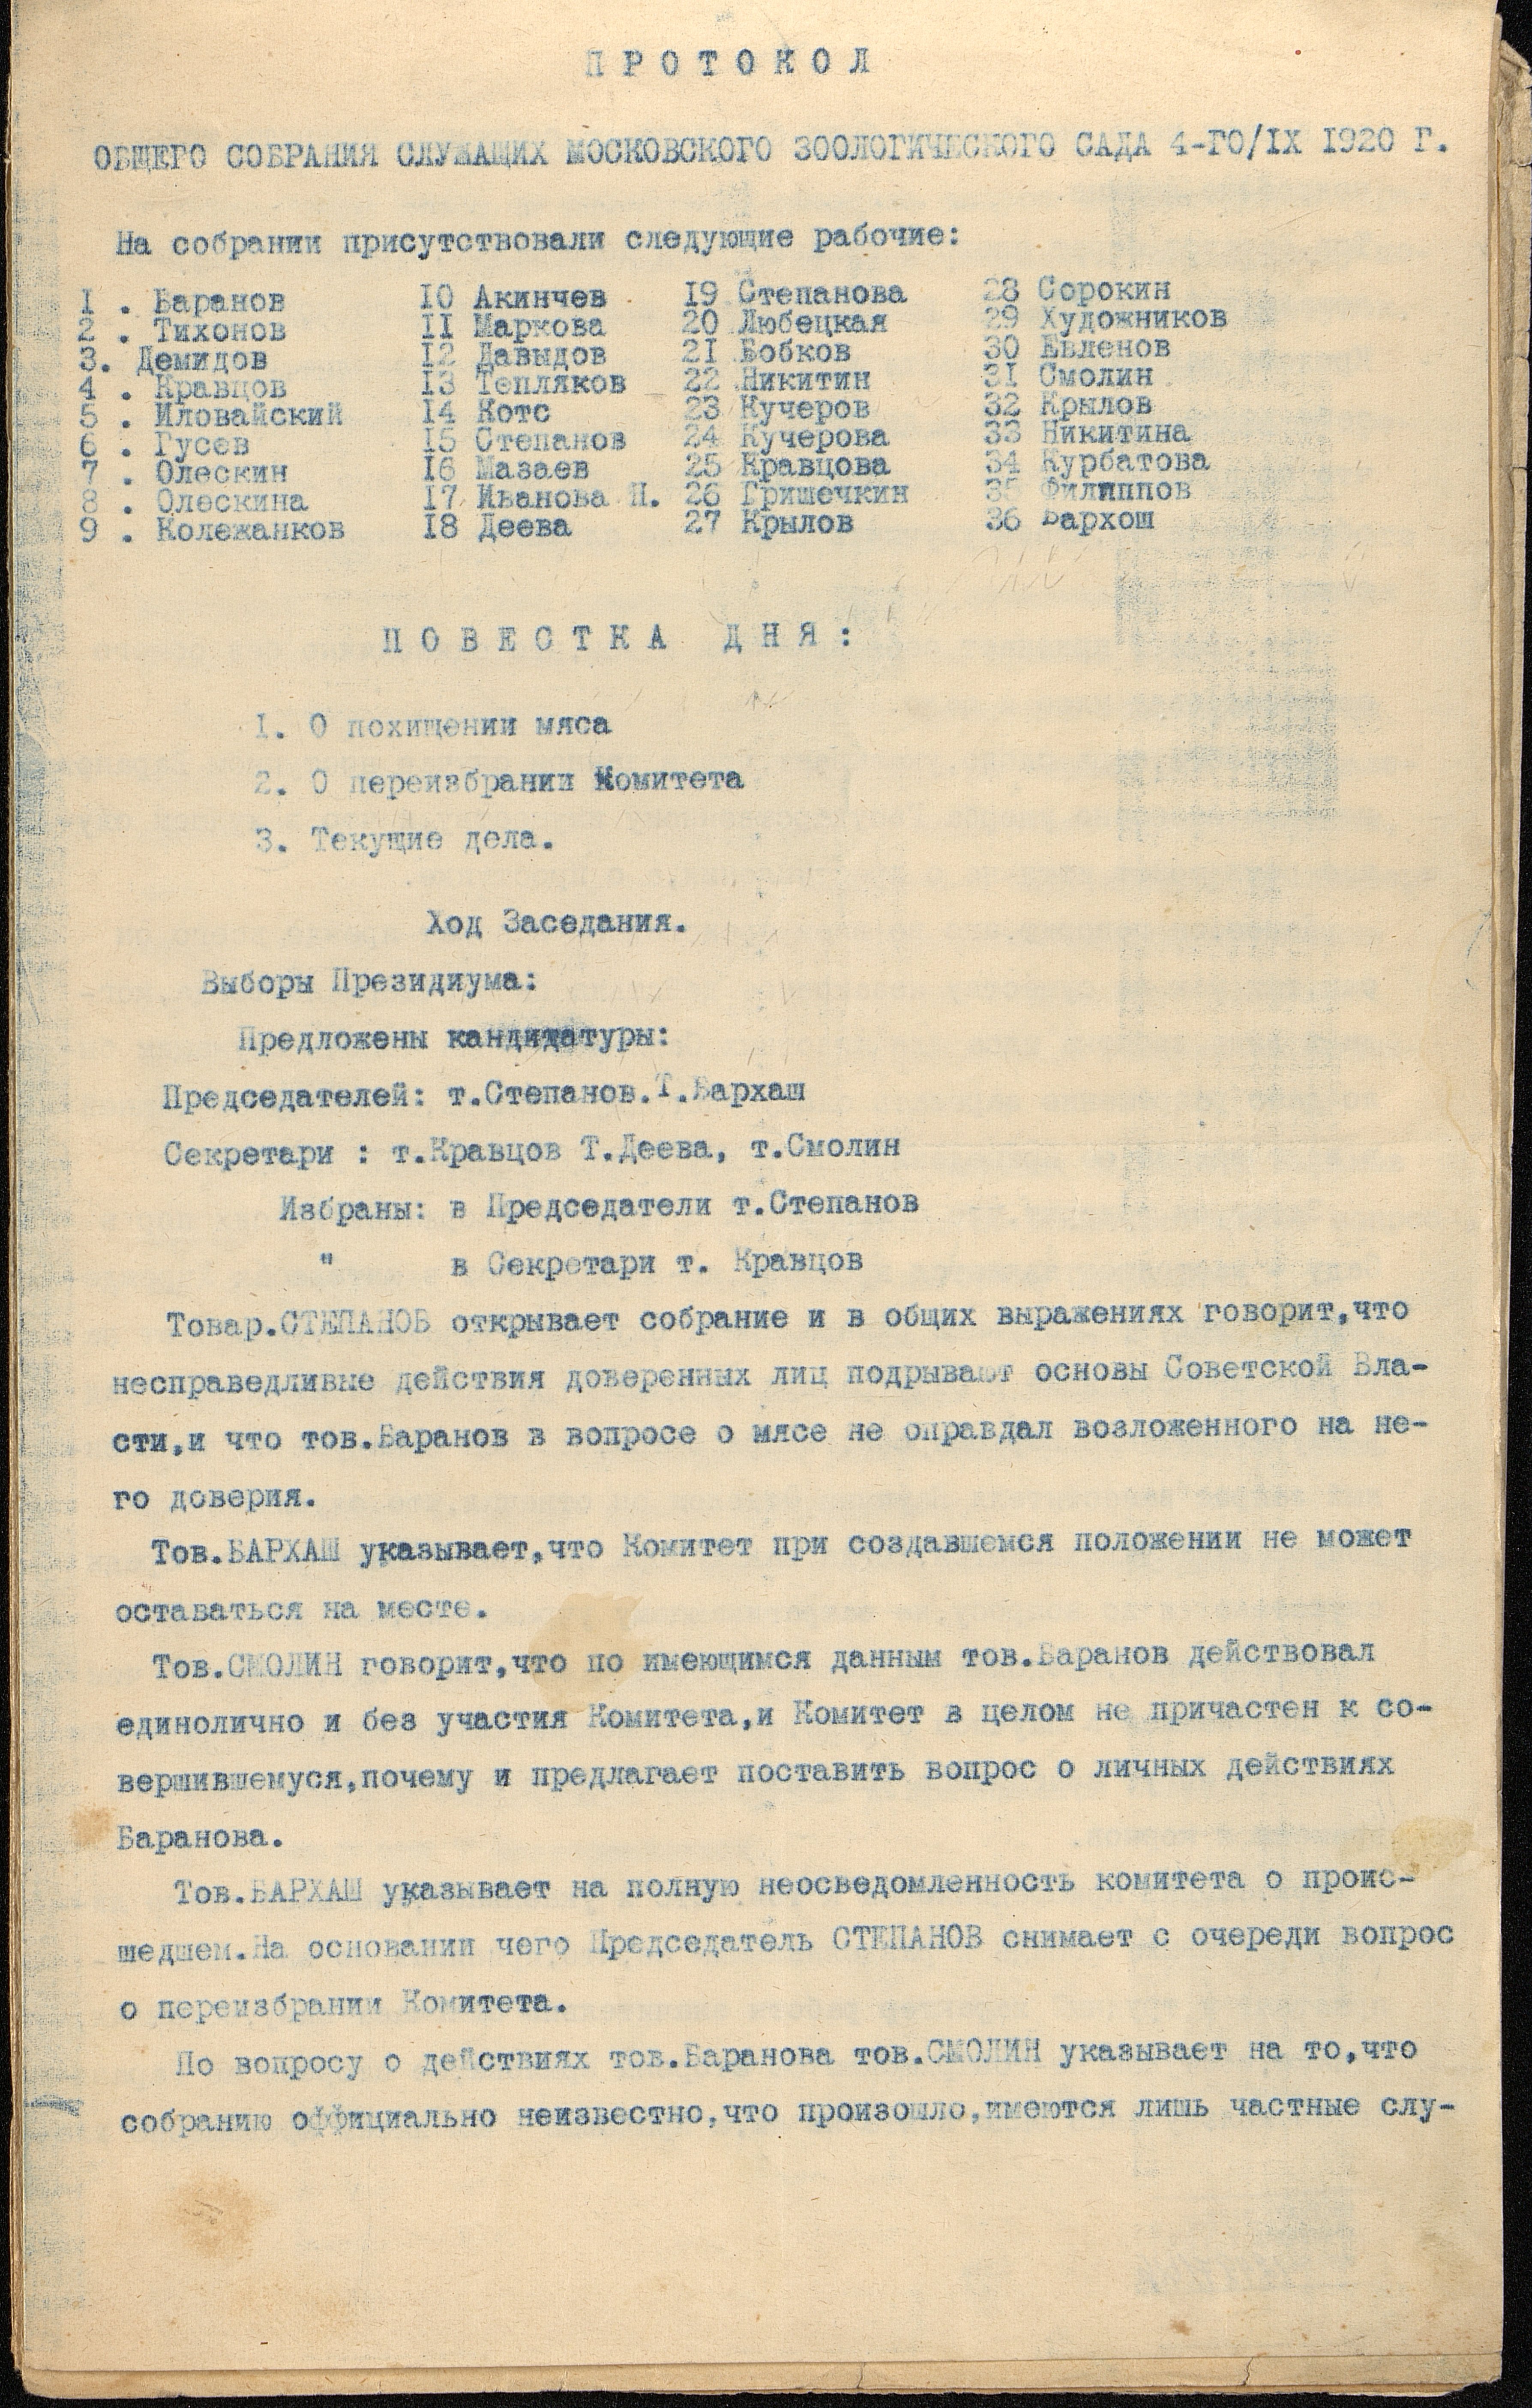 ПРОТОКОЛ
ОБЩЕГО СОБРАНИЯ СЛУЖАЩИХ МОСКОВСКОГО ЗООЛОГИЧЕСКОГО САДА 4-ГО/IX 1920 Г.
На собрании присутствовали следующие рабочие:
1 . Баранов 10 Акинчев 19 Степанова 28 Сорокин
2 . Тихонов 11 Маркова 20 Любецкая 29 Художников
3. Демидов 12 Давыдов 21 Бобков 30 Евленов
4 . Кравцов 13 Тепляков 22 Никитин 31 Смолин
5 . Иловайский 14 Котс 23 Кучеров 32 Крылов
6 . Гусев 15 Степанов 24 Кучерова 33 Никитина
7 . Олескин 16 Мазаев 25 Кравцова 34 Курбатова
8 . Олескина 17 Иванова Н. 26 Гришечкин 35 Филиппов
9 . Колежанков 18 Деева 27 Крылов 36 Бархош
ПОВЕСТКА ДНЯ:
1. О похищении мяса
2. О переизбрании Комитета
3. Текущие дела.
Ход Заседания.
Выборы Президиума:
Предложены кандидатуры:
Председателей: т.Степанов.Т.Бархаш
Секретари : т.Кравцов Т.Деева, т.Смолин
Избраны: в Председатели т.Степанов
" в Секретари т. Кравцов
Товар.СТЕПАНОВ открывает собрание и в общих выражениях говорит,что
несправедливые действия доверенных лиц подрывают основы Советской Вла-
сти,и что тов.Баранов в вопросе о мясе не оправдал возложенного на не-
го доверия.
Тов.БАРХАШ указывает,что Комитет при создавшемся положении не может
оставаться на месте.
Тов.СМОЛИН говорит,что по имеющимся данным тов.Баранов действовал
единолично и без участия Комитета,и Комитет в целом не причастен к со-
вершившемуся,почему и предлагает поставить вопрос о личных действиях
Баранова.
Тов.БАРХАШ указывает на полную неосведомленность комитета о проис-
шедшем.На основании чего Председатель СТЕПАНОВ снимает с очереди вопрос
о переизбрании Комитета.
По вопросу о действиях тов.Баранова тов.СМОЛИН указывает на то,что
собранию оффициально неизвестно,что произошло,имеются лишь частные слу-